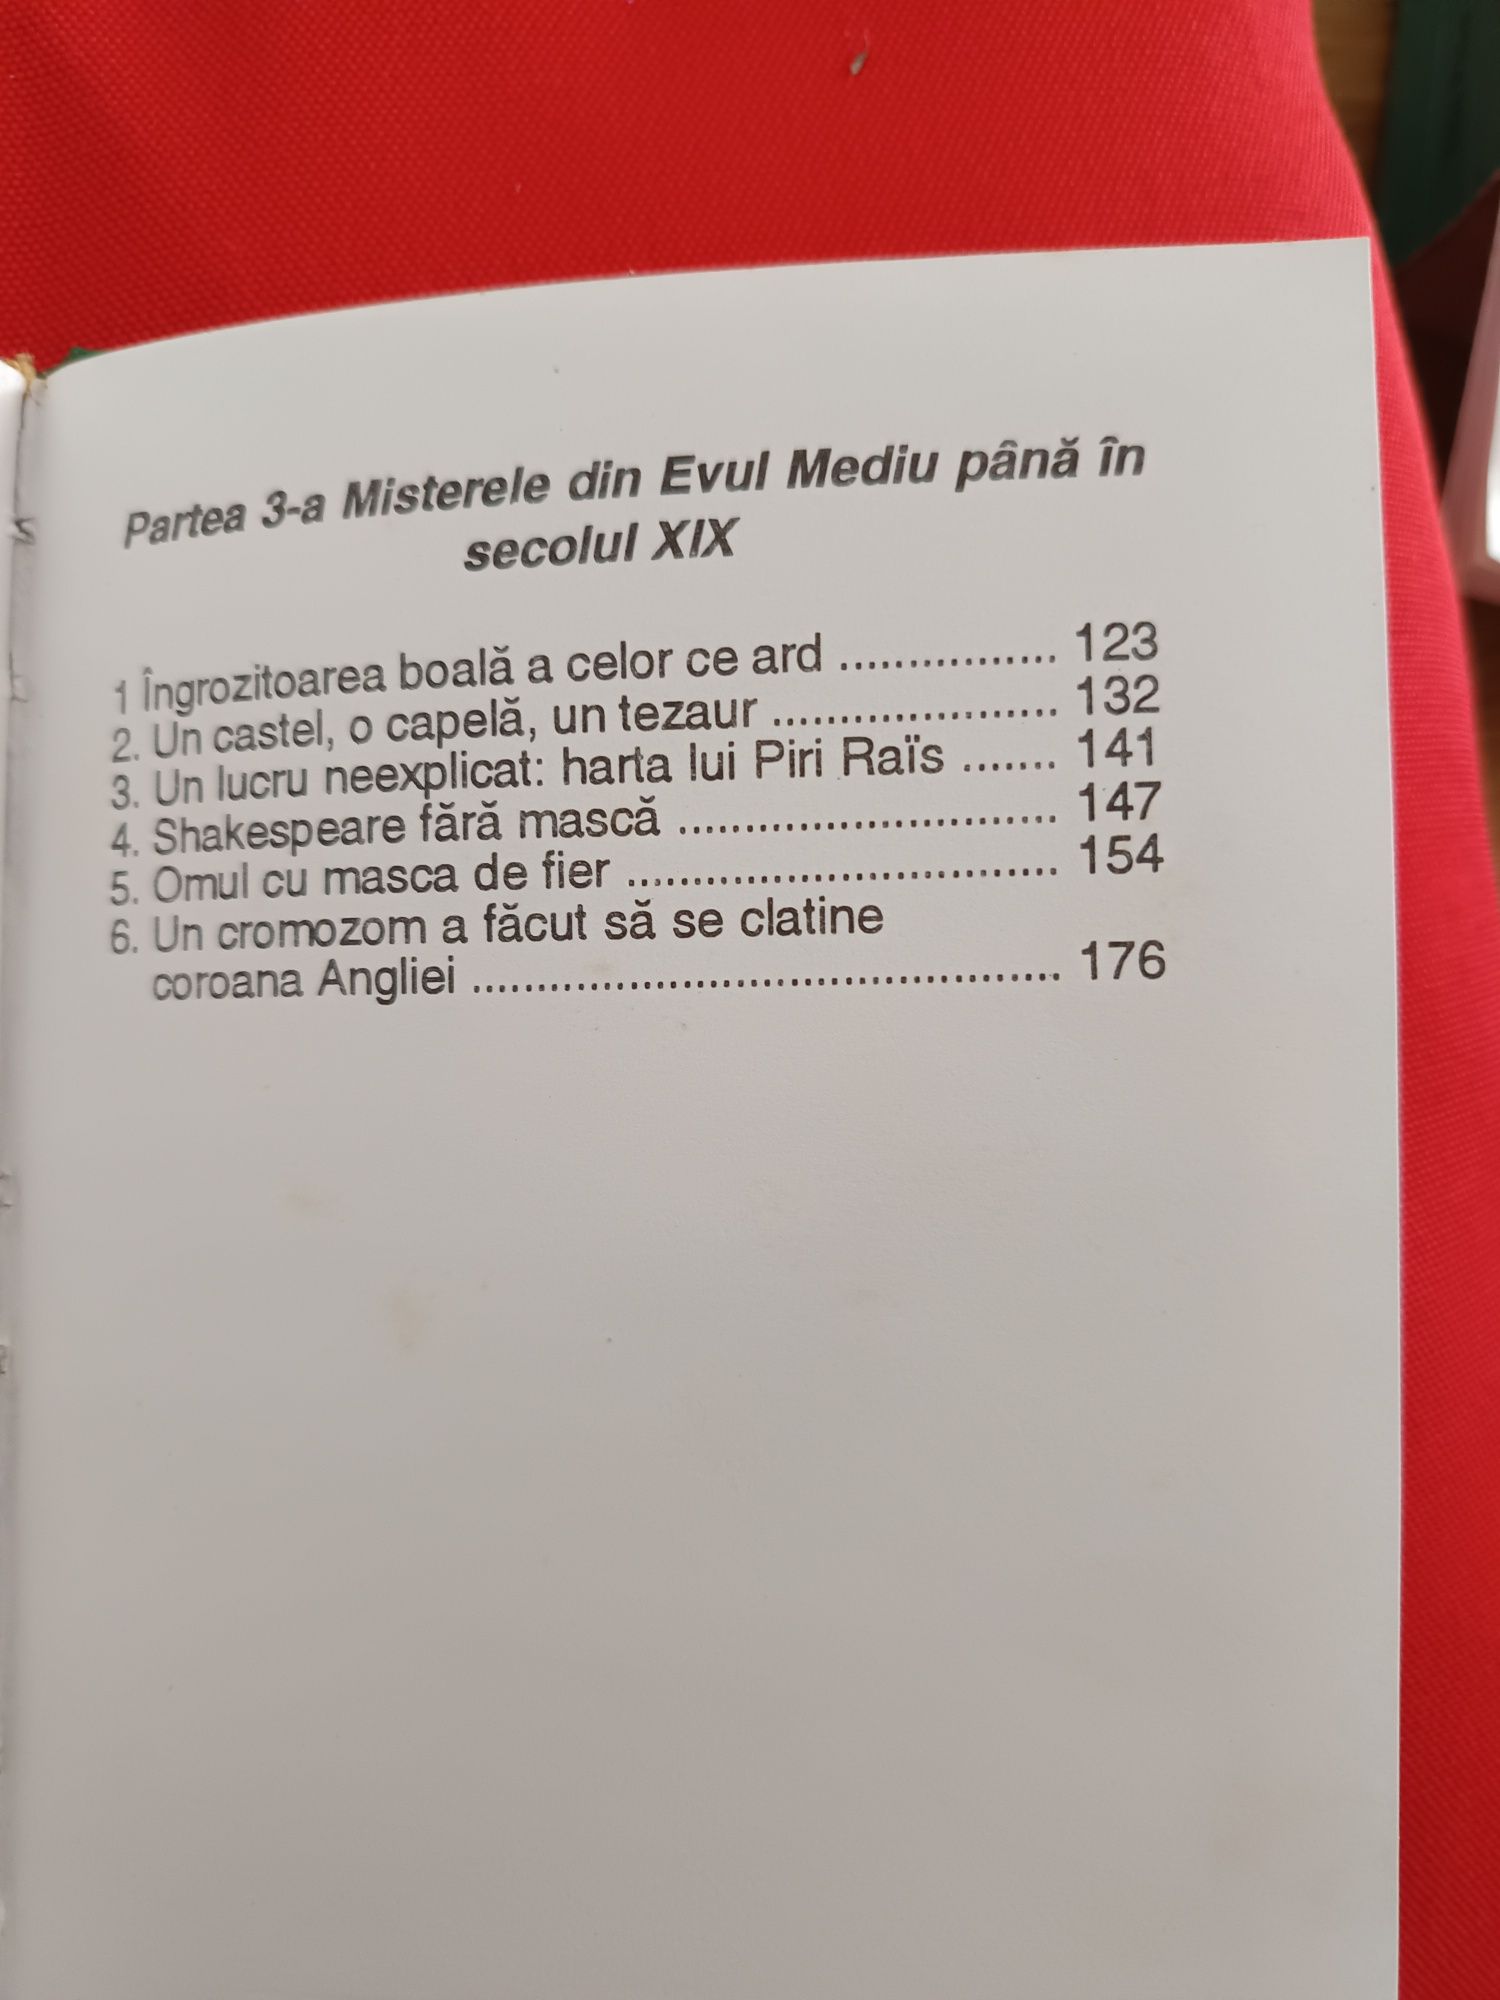 Partea 3-a Misterele din Evul Mediu până în
secolul XIX
1 Îngrozitoarea boală a celor ce ard ................ 123
2. Un castel, o capelă, un tezaur ..................... 132
3. Un lucru neexplicat: harta lui Piri Raïs ....... 141
4. Shakespeare fără mască ............................. 147
5. Omul cu masca de fier ................................. 154
6. Un cromozom a făcut să se clatine
coroana Angliei ............................................. 176